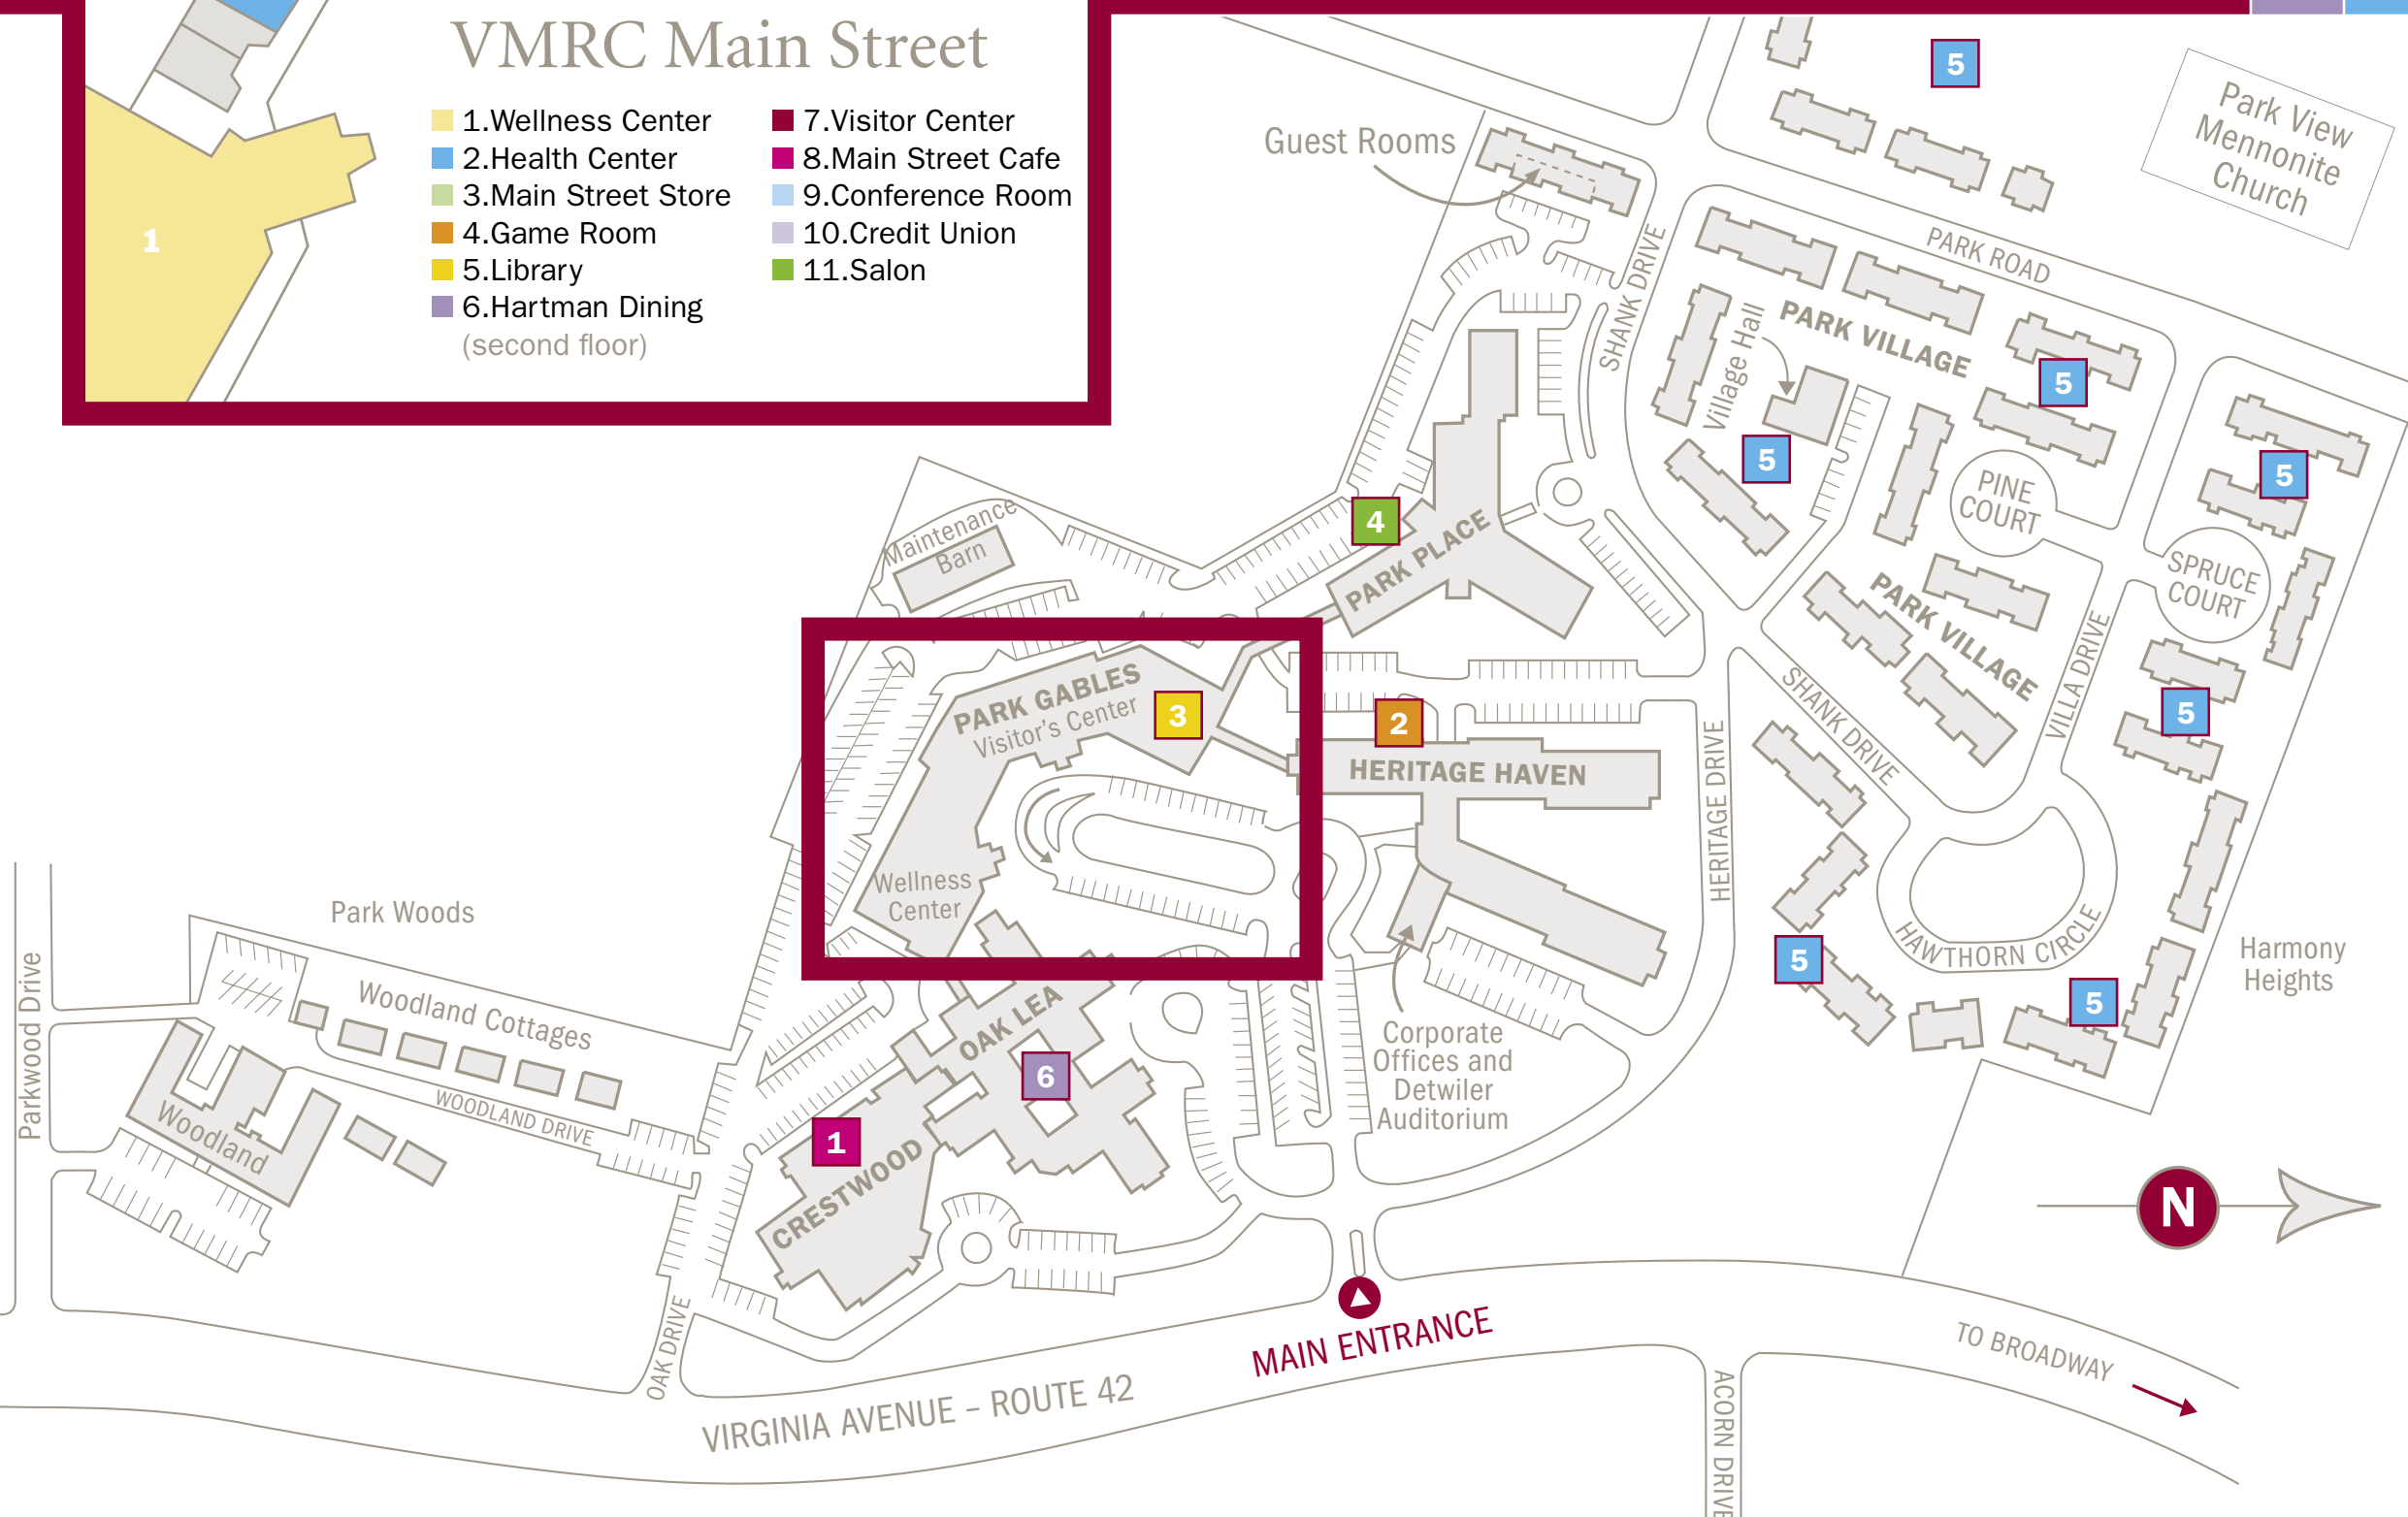 VMRC Main Street
1.Wellness Center
2.Health Center
3.Main Street Store
4.Game Room
5.Library
6.Hartman Dining
(second floor)
7.Visitor Center
8.Main Street Cafe
9.Conference Room
10.Credit Union
11.Salon
1
5
Park View
Mennonite
Church
Guest Rooms
PARK ROAD
SHANK DRIVE
PARK VILLAGE
Village Hall
5
5
5
PINE
COURT
SPRUCE
COURT
4
PARK PLACE
Maintenance
Barn
PARK VILLAGE
VILLA DRIVE
SHANK DRIVE
5
PARK GABLES
Visitor's Center
3
2
HERITAGE HAVEN
HERITAGE DRIVE
Wellness
Center
Park Woods
HAWTHORN CIRCLE
5
5
Harmony
Heights
Parkwood Drive
Woodland Cottages
WOODLAND DRIVE
Woodland
OAK LEA
6
1
CRESTWOOD
Corporate
Offices and
Detwiler
Auditorium
N
MAIN ENTRANCE
OAK DRIVE
VIRGINIA AVENUE – ROUTE 42
TO BROADWAY
ACORN DRIVE